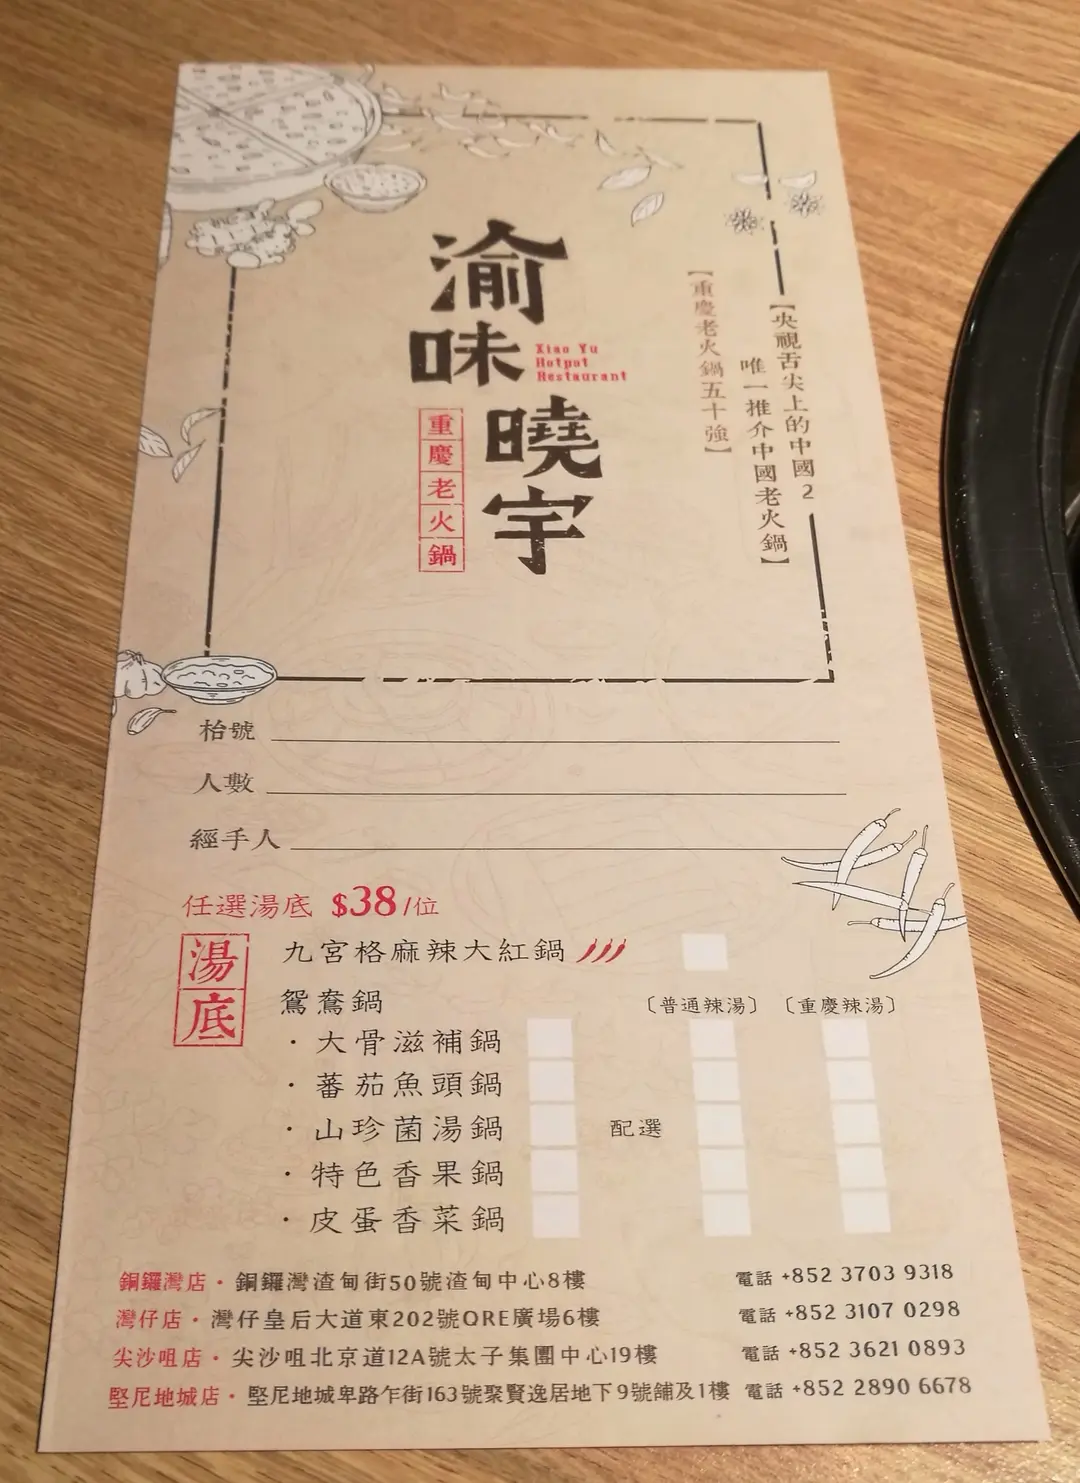 渝味曉宇
Xiao Yu
Hotpot
Restaurant
重慶老火鍋
【央視舌尖上的中國2
唯一推介中國老火鍋】
【重慶老火鍋五十強】
枱號
人數
經手人
任選湯底 $38/位
湯底
九宮格麻辣大紅鍋
鴛鴦鍋 〔普通辣湯〕 〔重慶辣湯〕
· 大骨滋補鍋
· 蕃茄魚頭鍋
· 山珍菌湯鍋 配選
· 特色香果鍋
· 皮蛋香菜鍋
銅鑼灣店 · 銅鑼灣渣甸街50號渣甸中心8樓 電話 +852 3703 9318
灣仔店 · 灣仔皇后大道東202號QRE廣場6樓 電話 +852 3107 0298
尖沙咀店 · 尖沙咀北京道12A號太子集團中心19樓 電話 +852 3621 0893
堅尼地城店 · 堅尼地城卑路乍街163號聚賢逸居地下9號舖及1樓 電話 +852 2890 6678